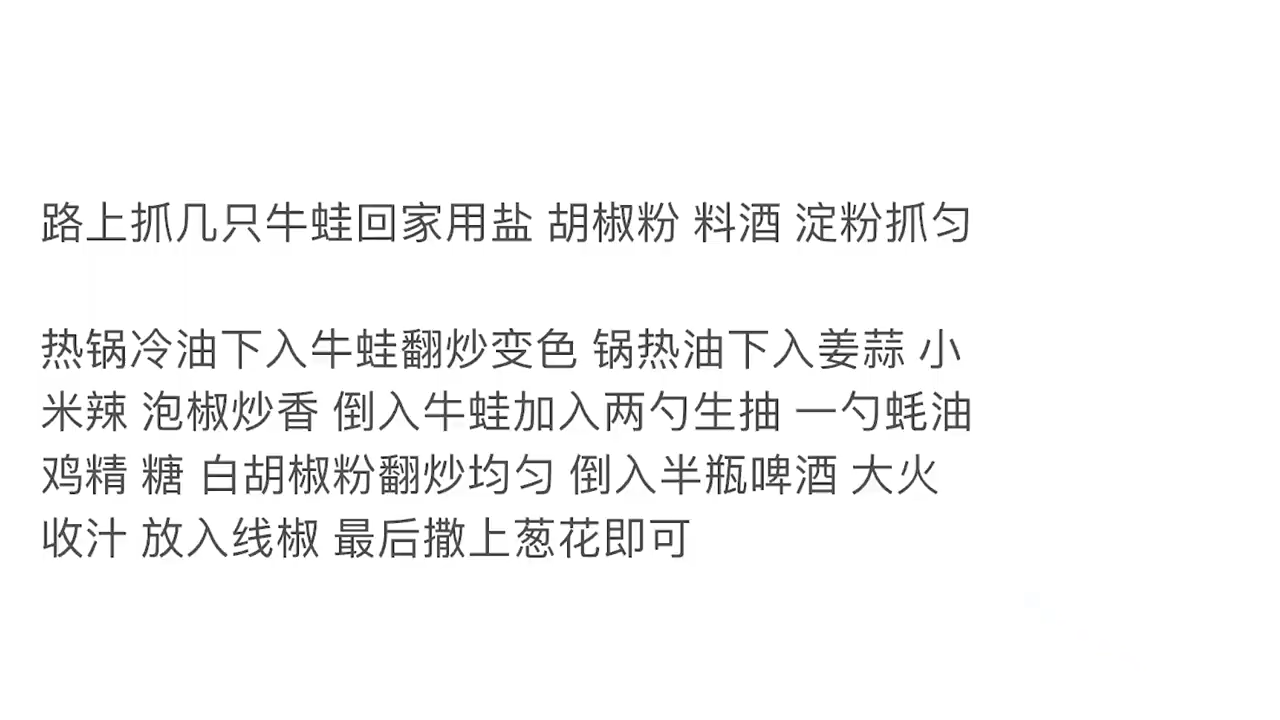 路上抓几只牛蛙回家用盐 胡椒粉 料酒 淀粉抓匀
热锅冷油下入牛蛙翻炒变色 锅热油下入姜蒜 小
米辣 泡椒炒香 倒入牛蛙加入两勺生抽 一勺蚝油
鸡精 糖 白胡椒粉翻炒均匀 倒入半瓶啤酒 大火
收汁 放入线椒 最后撒上葱花即可